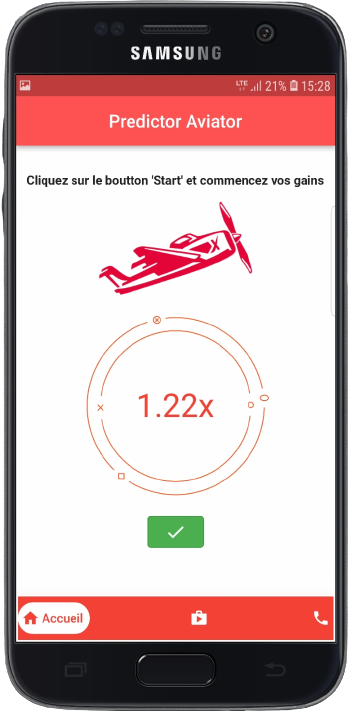 SAMSUNG
LTE 21% 15:28
Predictor Aviator
Cliquez sur le boutton 'Start' et commencez vos gains
X
1.22x
Accueil